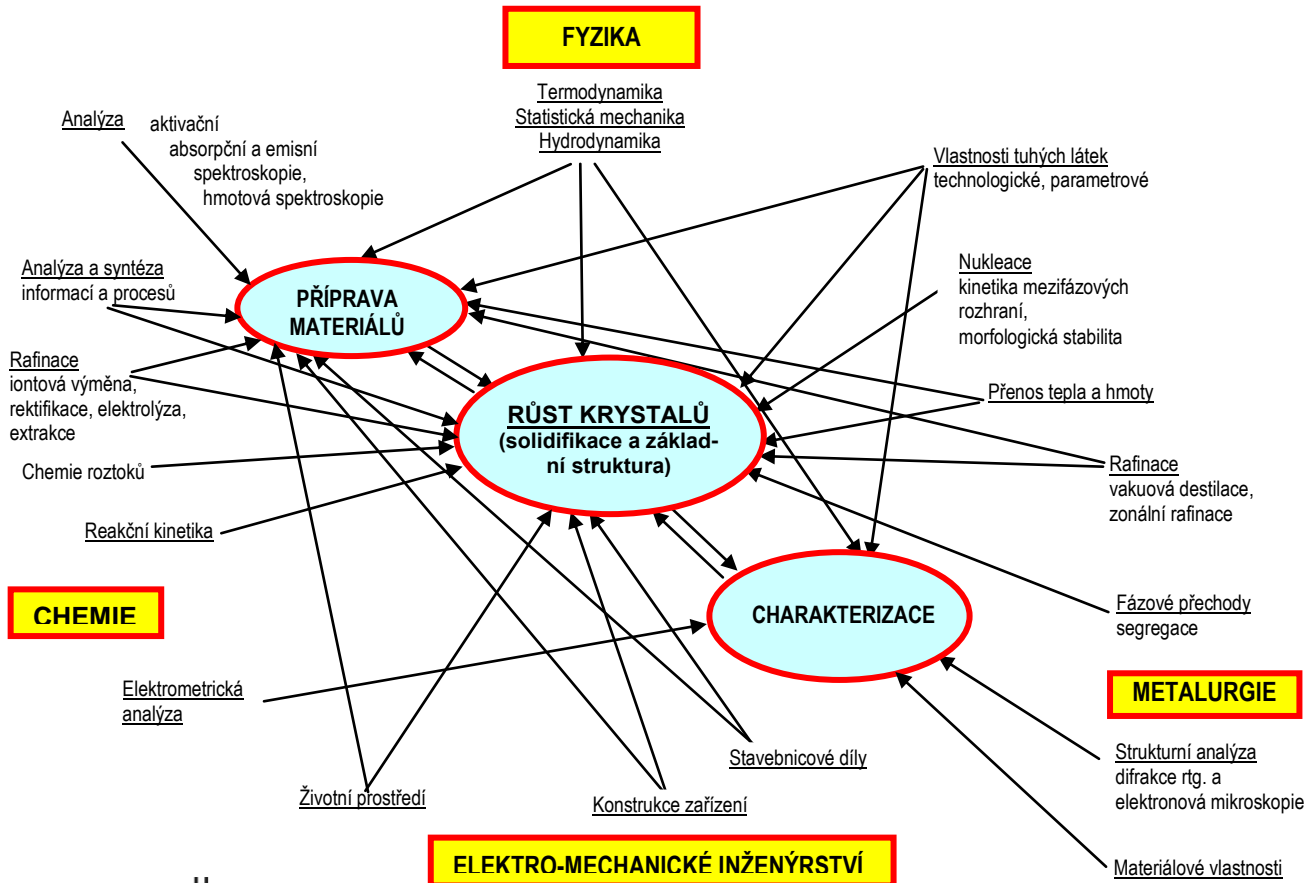 FYZIKA
Termodynamika
Statistická mechanika
Hydrodynamika
Analýza aktivační
absorpční a emisní
spektroskopie,
hmotová spektroskopie
Vlastnosti tuhých látek
technologické, parametrové
Analýza a syntéza
informací a procesů
PŘÍPRAVA
MATERIÁLŮ
Nukleace
kinetika mezifázových
rozhraní,
morfologická stabilita
Rafinace
iontová výměna,
rektifikace, elektrolýza,
extrakce
RŮST KRYSTALŮ
(solidifikace a základ-
ní struktura)
Přenos tepla a hmoty
Chemie roztoků
Rafinace
vakuová destilace,
zonální rafinace
Reakční kinetika
CHEMIE
CHARAKTERIZACE
Fázové přechody
segregace
Elektrometrická
analýza
METALURGIE
Stavebnicové díly
Strukturní analýza
difrakce rtg. a
elektronová mikroskopie
Životní prostředí
Konstrukce zařízení
ELEKTRO-MECHANICKÉ INŽENÝRSTVÍ
Materiálové vlastnosti